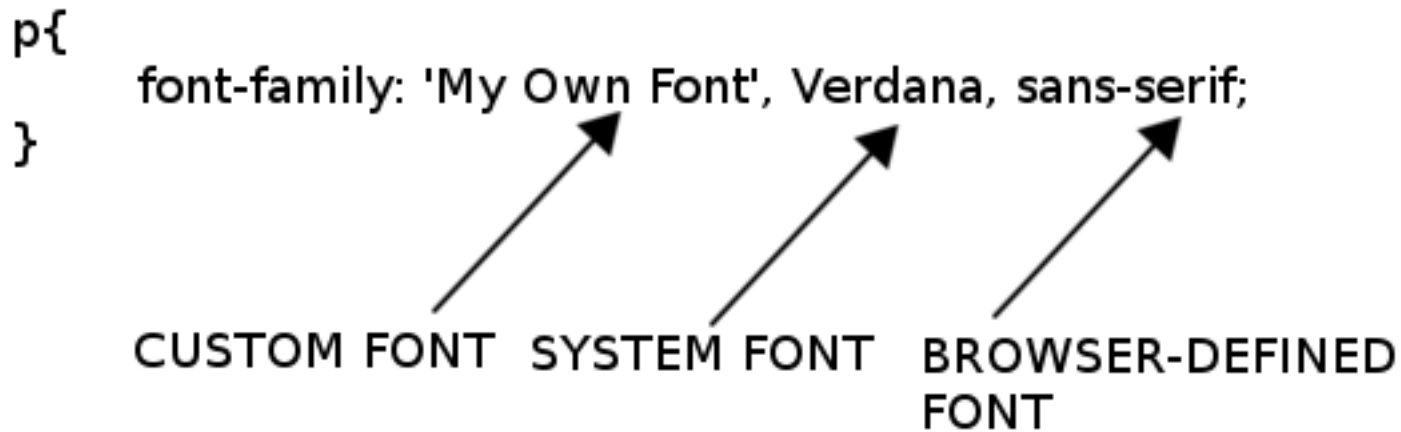 p{
font-family: 'My Own Font', Verdana, sans-serif;
}
CUSTOM FONT SYSTEM FONT BROWSER-DEFINED
FONT